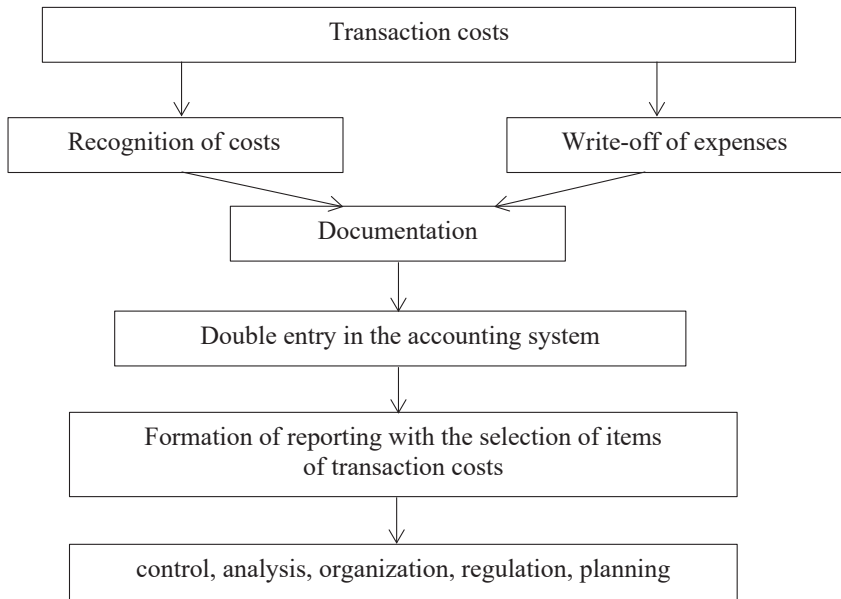 Transaction costs
Recognition of costs
Write-off of expenses
Documentation
Double entry in the accounting system
Formation of reporting with the selection of items
of transaction costs
control, analysis, organization, regulation, planning